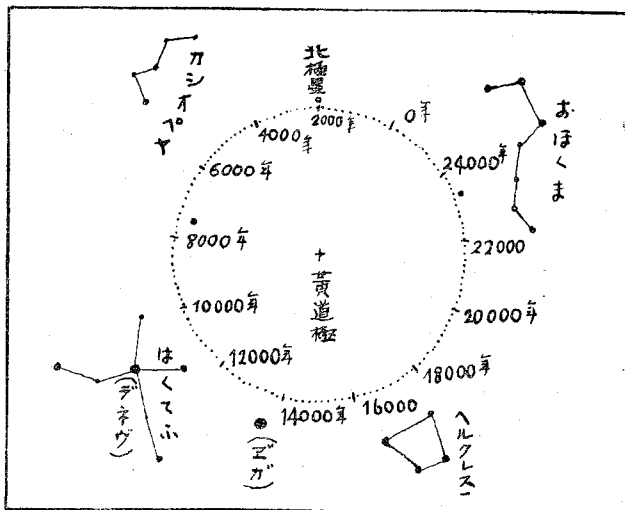 カシオペヤ
北極星
おほくま
2000年
0年
4000年
24000年
6000年
8000年
22000
黄道極
10000年
20000年
12000年
18000年
14000年
16000
はくてふ
(デネヴ)
(ヹガ)
ヘルクレス